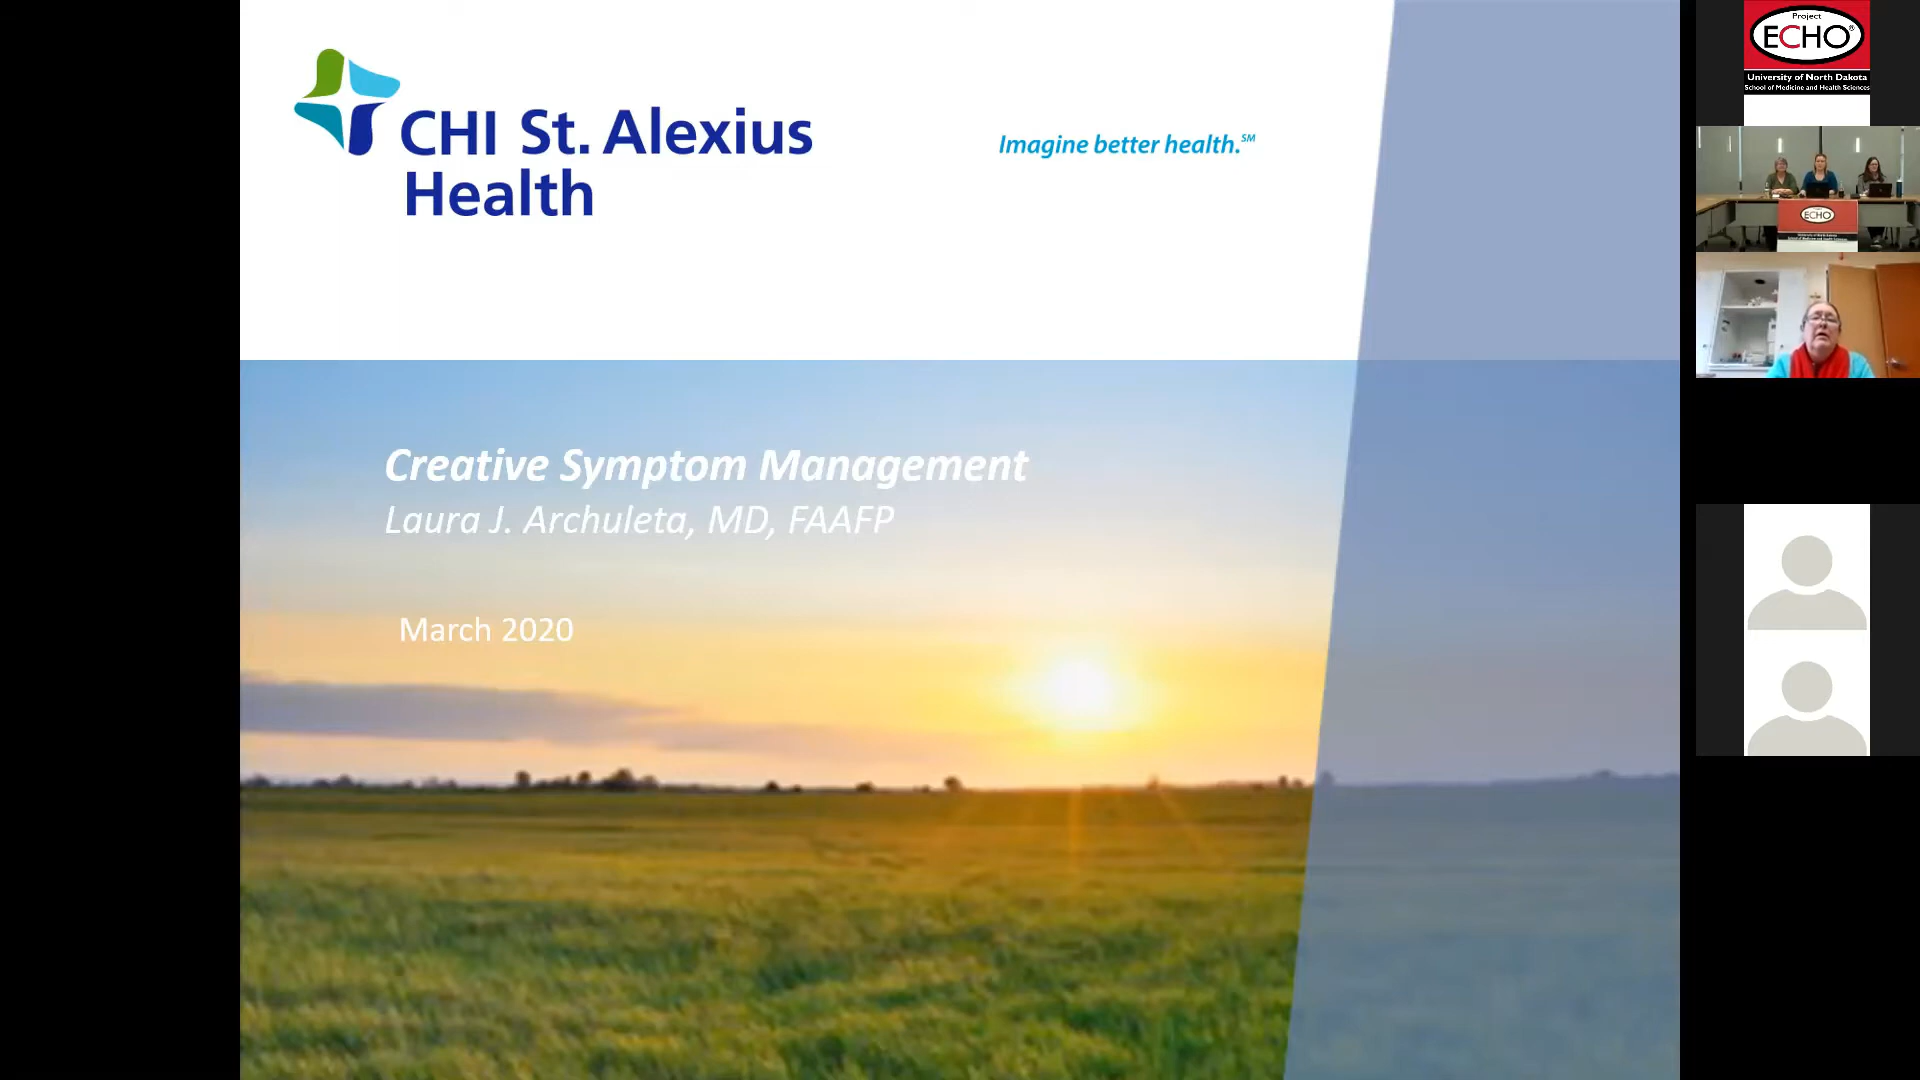 CHI St. Alexius
Health
Imagine better health.℠
Creative Symptom Management
Laura J. Archuleta, MD, FAAFP
March 2020
Project
ECHO®
University of North Dakota
School of Medicine and Health Sciences
ECHO